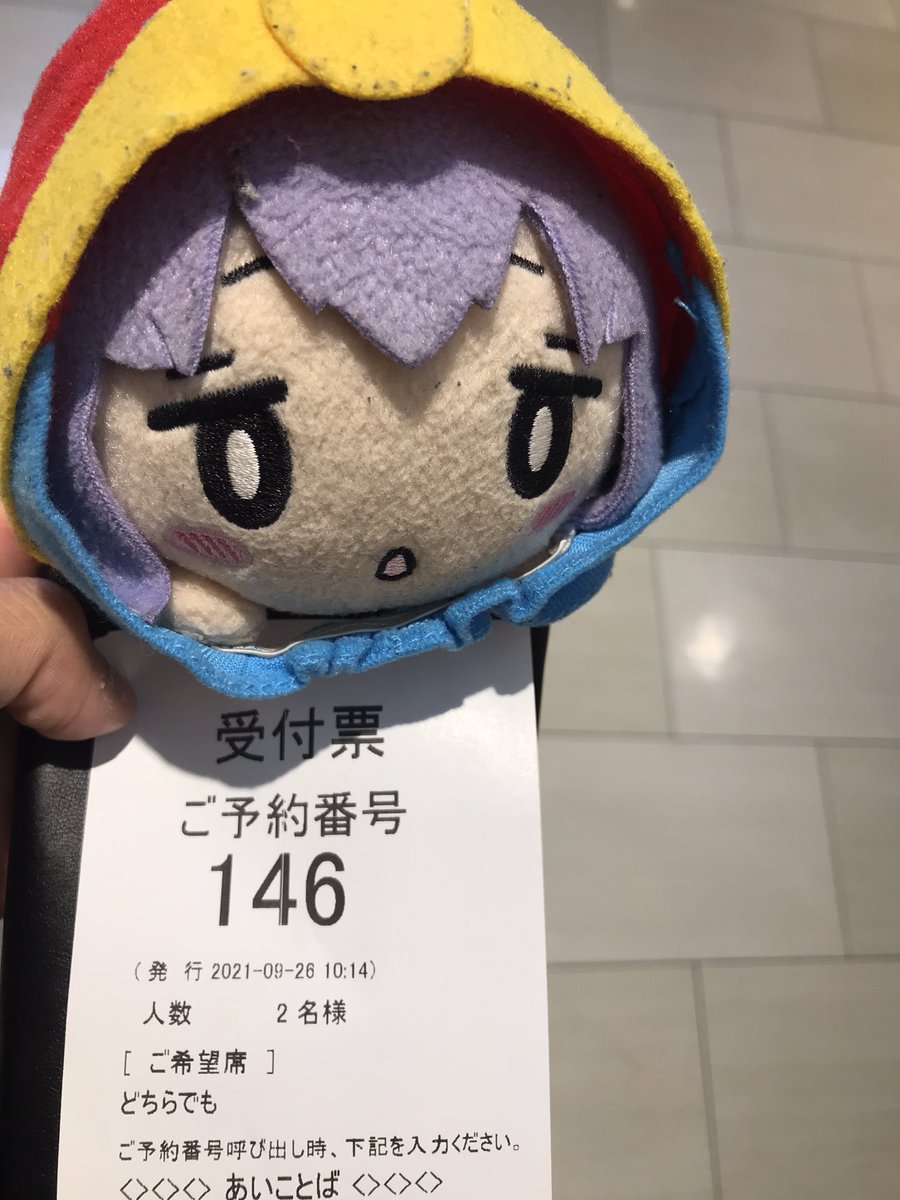 受付票
ご予約番号
146
( 発 行 2021-09-26 10:14)
人数 2 名様
[ ご希望席 ]
どちらでも
ご予約番号呼び出し時、下記を入力ください。
<><><> あいことば <><><>